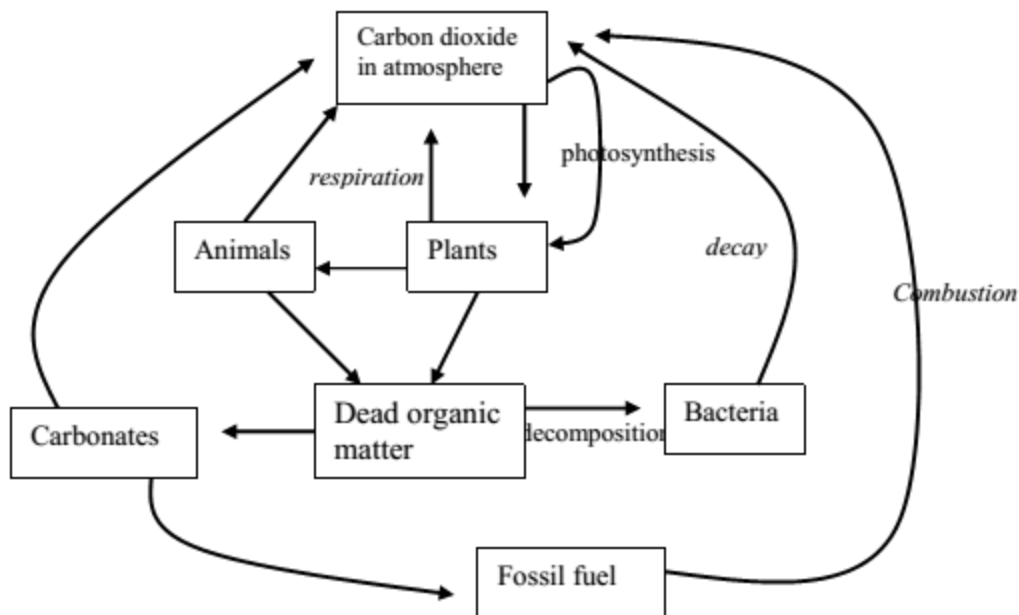 Carbon dioxide
in atmosphere
photosynthesis
respiration
Animals
Plants
decay
Combustion
Dead organic
matter
decomposition
Bacteria
Carbonates
Fossil fuel